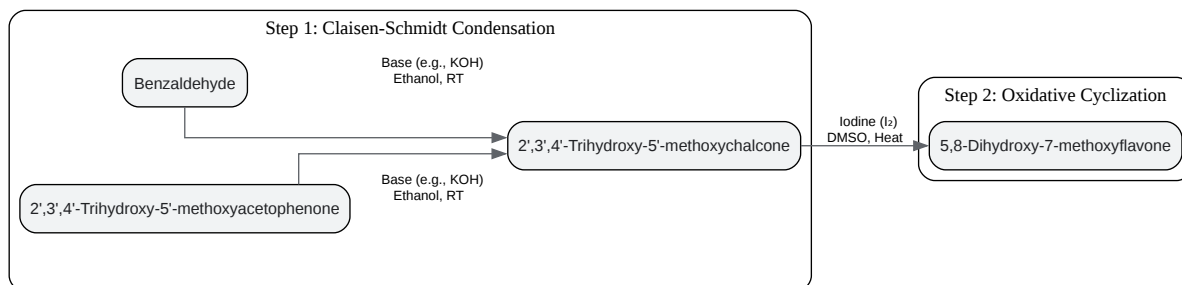 Step 1: Claisen-Schmidt Condensation
Base (e.g., KOH)
Ethanol, RT
Benzaldehyde
2',3',4'-Trihydroxy-5'-methoxychalcone
Base (e.g., KOH)
Ethanol, RT
2',3',4'-Trihydroxy-5'-methoxyacetophenone
Iodine (I₂)
DMSO, Heat
Step 2: Oxidative Cyclization
5,8-Dihydroxy-7-methoxyflavone